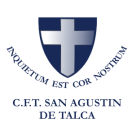 INQUIETUM EST COR NOSTRUM
C.F.T. SAN AGUSTIN
DE TALCA